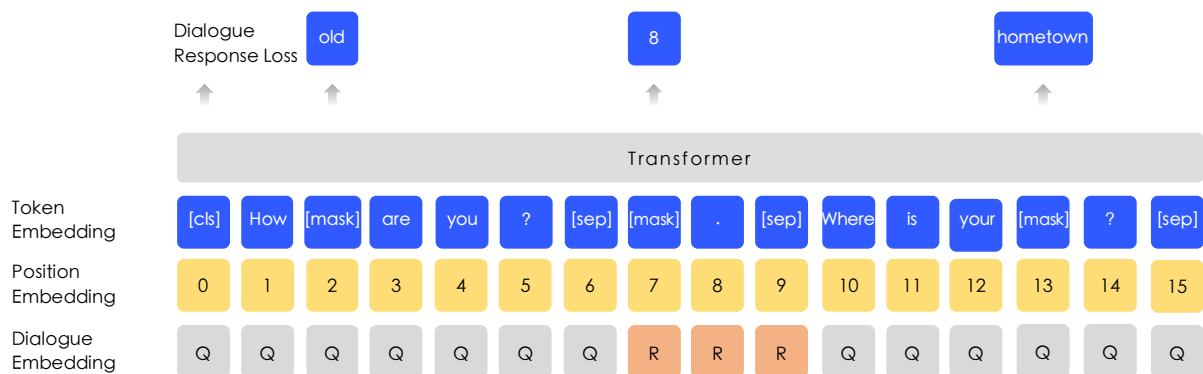 Dialogue
Response Loss
old 8 hometown
Transformer
Token
Embedding
[cls] How [mask] are you ? [sep] [mask] . [sep] Where is your [mask] ? [sep]
Position
Embedding
0 1 2 3 4 5 6 7 8 9 10 11 12 13 14 15
Dialogue
Embedding
Q Q Q Q Q Q Q R R R Q Q Q Q Q Q